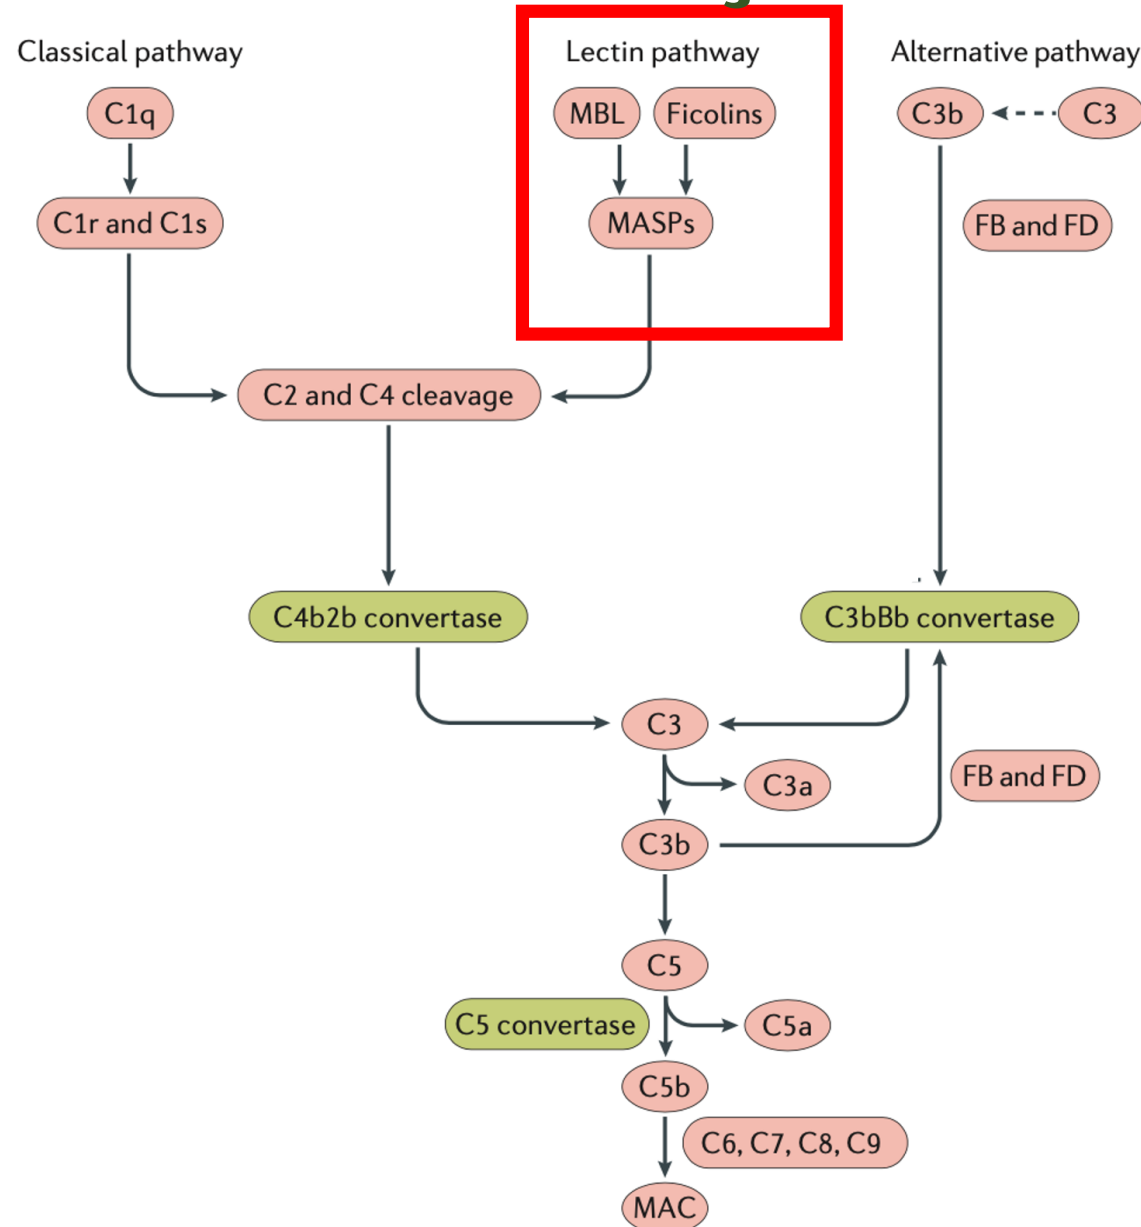 Classical pathway
Lectin pathway
Alternative pathway
C1q
MBL
Ficolins
C3b
C3
C1r and C1s
MASPs
FB and FD
C2 and C4 cleavage
C4b2b convertase
C3bBb convertase
C3
C3a
FB and FD
C3b
C5
C5 convertase
C5a
C5b
C6, C7, C8, C9
MAC